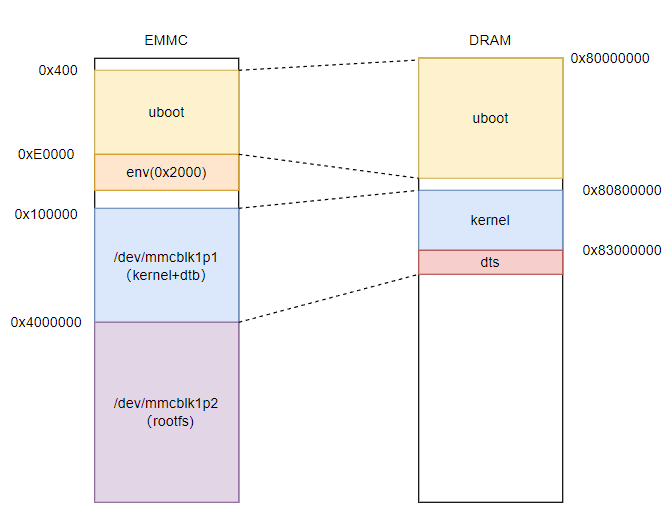 EMMC
DRAM
0x400
0x80000000
uboot
uboot
0xE0000
env(0x2000)
0x80800000
0x100000
kernel
/dev/mmcblk1p1
（kernel+dtb)
0x83000000
dts
0x4000000
/dev/mmcblk1p2
（rootfs)